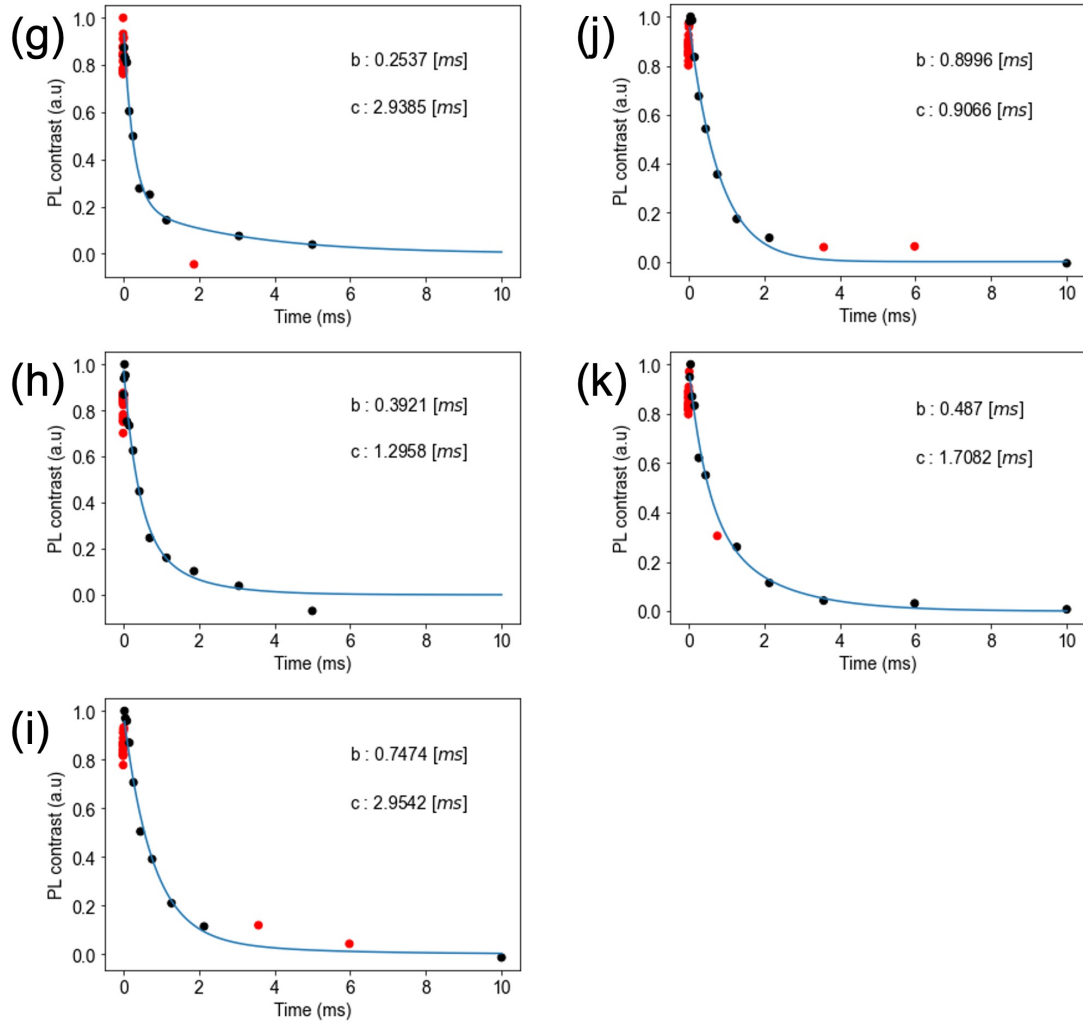 (g)
PL contrast (a.u)
1.0
0.8
0.6
0.4
0.2
0.0
b : 0.2537 [ms]
c : 2.9385 [ms]
0 2 4 6 8 10
Time (ms)
(j)
PL contrast (a.u)
1.0
0.8
0.6
0.4
0.2
0.0
b : 0.8996 [ms]
c : 0.9066 [ms]
0 2 4 6 8 10
Time (ms)
(h)
PL contrast (a.u)
1.0
0.8
0.6
0.4
0.2
0.0
b : 0.3921 [ms]
c : 1.2958 [ms]
0 2 4 6 8 10
Time (ms)
(k)
PL contrast (a.u)
1.0
0.8
0.6
0.4
0.2
0.0
b : 0.487 [ms]
c : 1.7082 [ms]
0 2 4 6 8 10
Time (ms)
(i)
PL contrast (a.u)
1.0
0.8
0.6
0.4
0.2
0.0
b : 0.7474 [ms]
c : 2.9542 [ms]
0 2 4 6 8 10
Time (ms)